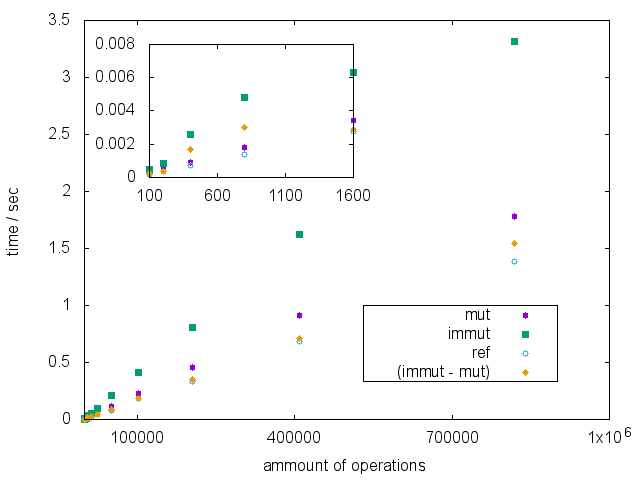 3.5
3
2.5
2
1.5
1
0.5
0
0.008
0.006
0.004
0.002
0
100 600 1100 1600
time / sec
mut
immut
ref
(immut - mut)
100000 400000 700000 1x10^6
ammount of operations